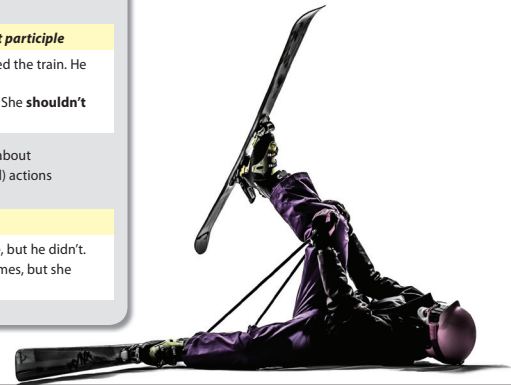 participle
ed the train. He
She shouldn't
about
) actions
, but he didn't.
mes, but she